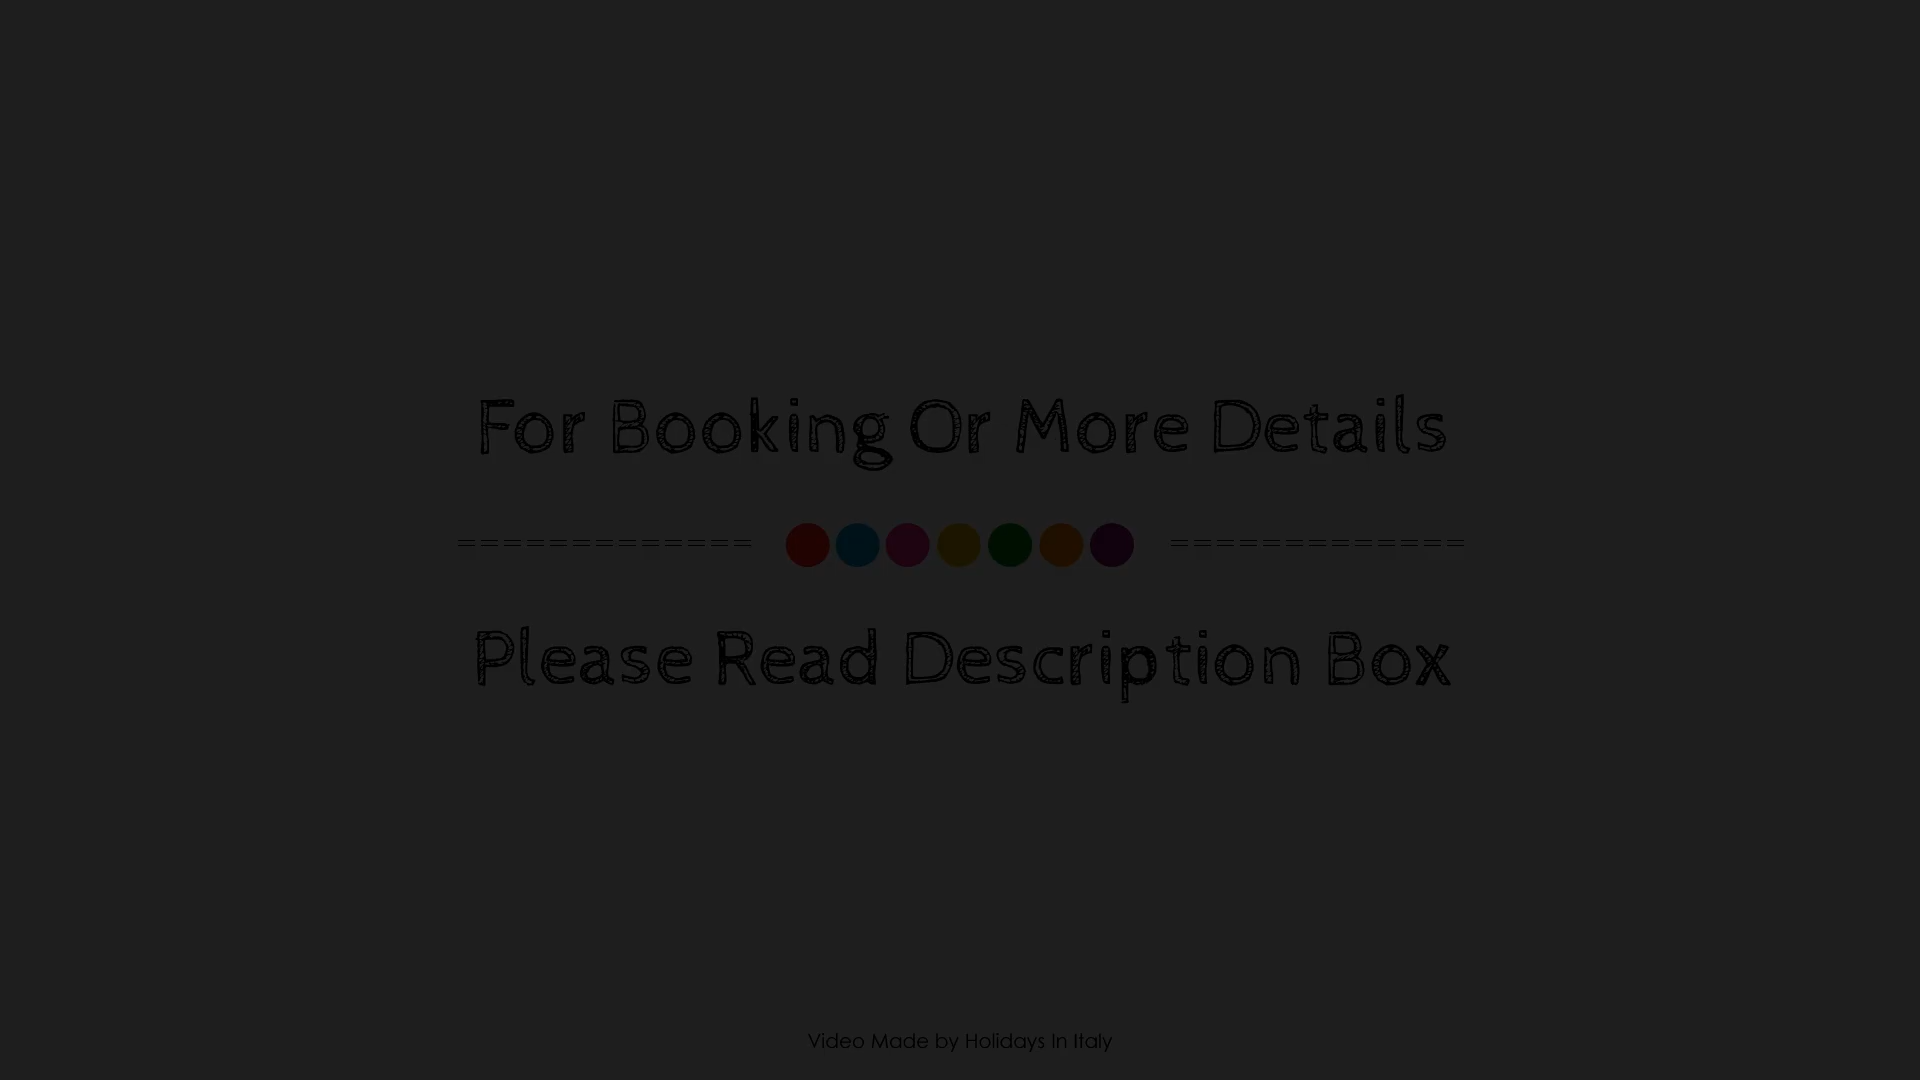 For Booking Or More Details
============= =============
Please Read Description Box
Video Made by Holidays In Italy